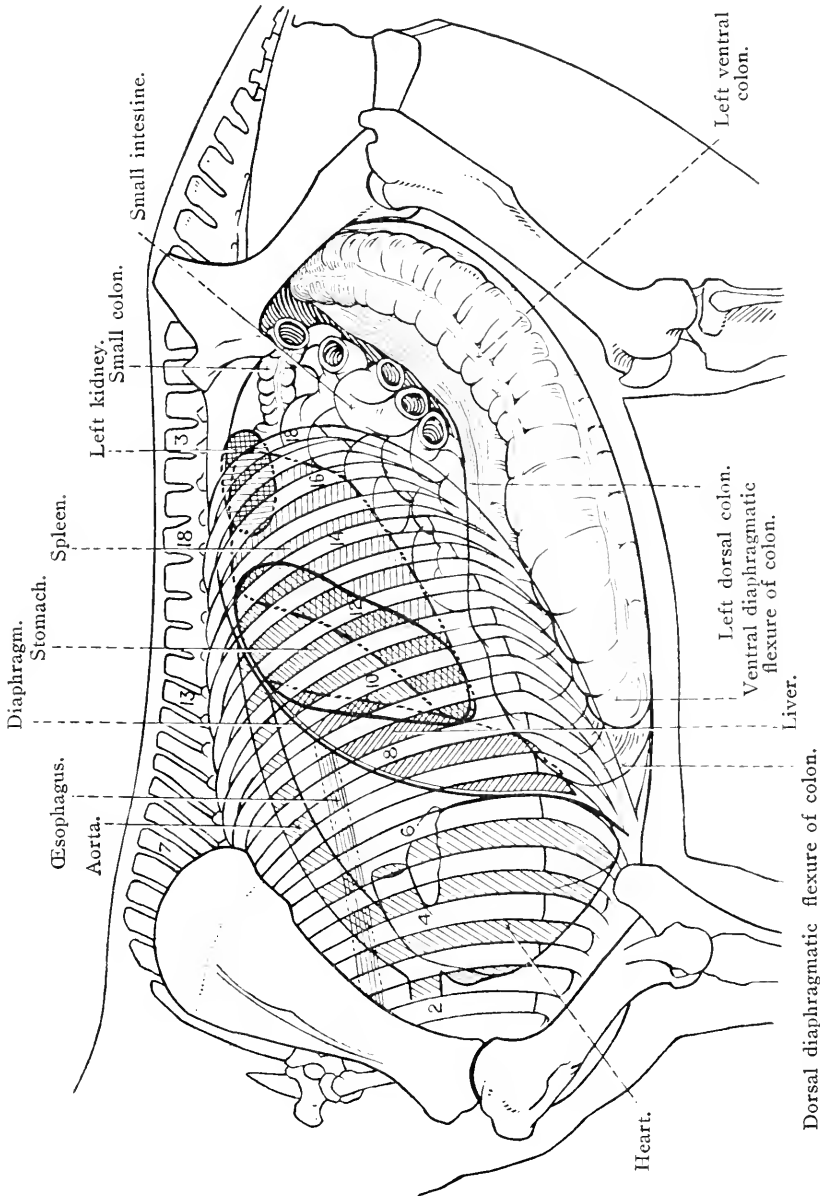 Diaphragm.
Stomach.
Spleen.
Left kidney.
Small colon.
Small intestine.
Œsophagus.
Aorta.
7
13
18
3
2
4
6
8
10
12
14
16
18
Heart.
Dorsal diaphragmatic flexure of colon.
Liver.
Ventral diaphragmatic
flexure of colon.
Left dorsal colon.
Left ventral
colon.